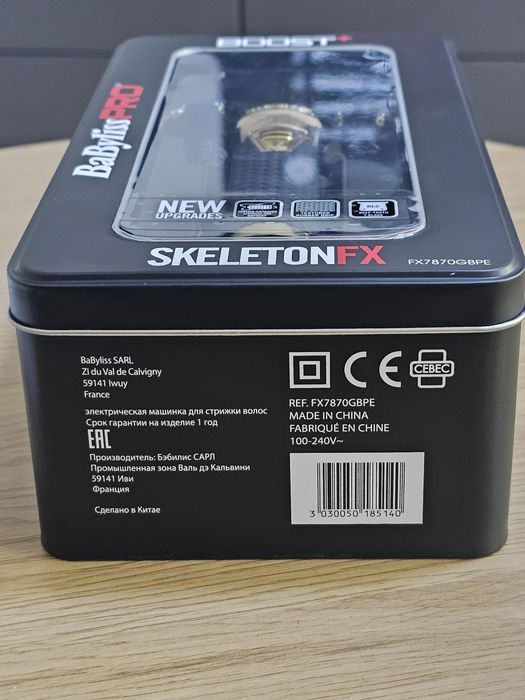 BOOST+
BaBylissPRO
NEW
UPGRADES
SKELETONFX
FX7870GBPE
BaByliss SARL
ZI du Val de Calvigny
59141 Iwuy
France
электрическая машинка для стрижки волос
Срок гарантии на изделие 1 год
EAC
Производитель: Бэбилис САРЛ
Промышленная зона Валь дэ Кальвини
59141 Иви
Франция
Сделано в Китае
CE
CEBEC
REF. FX7870GBPE
MADE IN CHINA
FABRIQUÉ EN CHINE
100-240V~
3 030050 185140